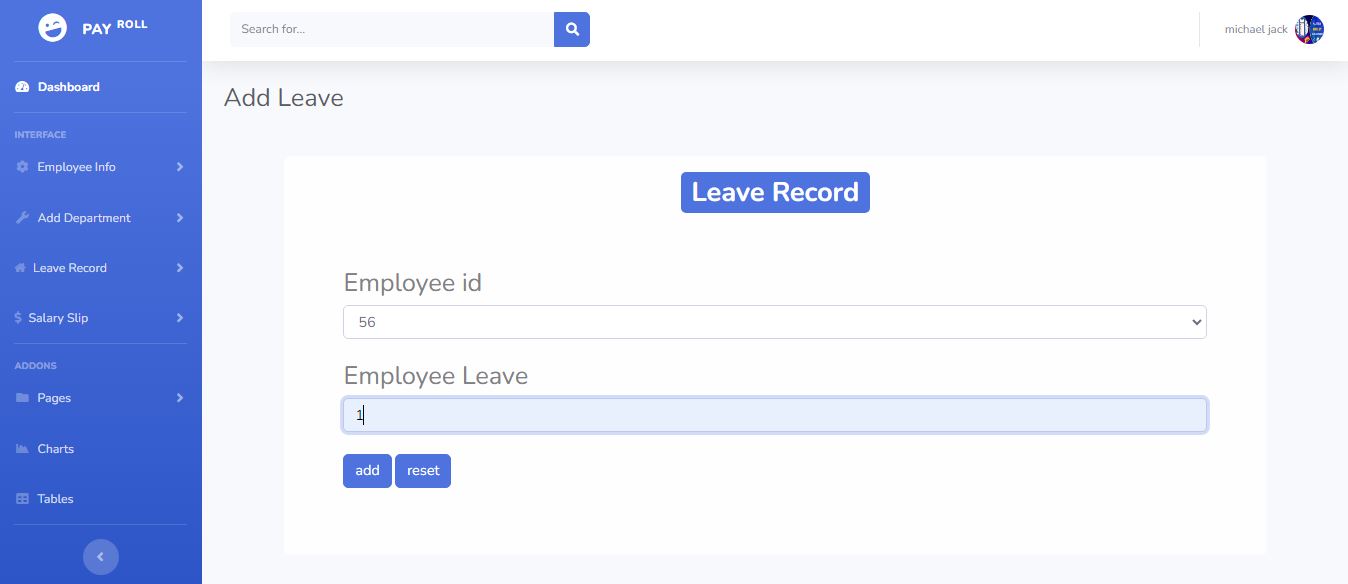 PAY ROLL
Search for...
michael jack
Dashboard
INTERFACE
Employee Info
Add Department
Leave Record
Salary Slip
ADDONS
Pages
Charts
Tables
Add Leave
Leave Record
Employee id
56
Employee Leave
1
add reset